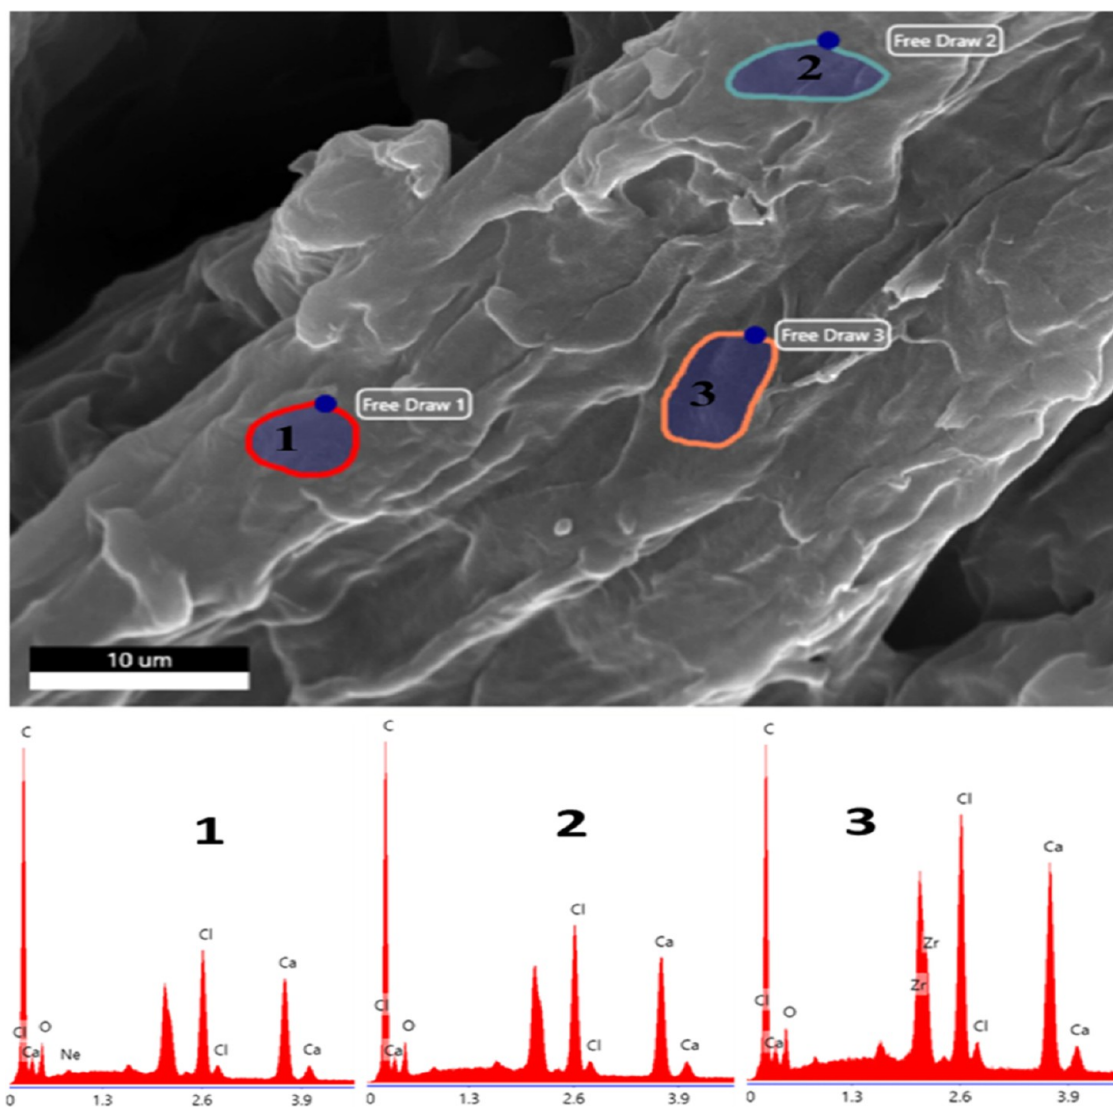 Free Draw 2
2
Free Draw 3
3
Free Draw 1
1
10 um
C
1
Cl
Ca
Cl
O
Ca
Ne
Cl
Ca
0 1.3 2.6 3.9
C
2
Cl
Ca
Cl
O
Ca
Cl
Ca
0 1.3 2.6 3.9
C
3
Cl
Ca
Zr
Zr
Cl
O
Ca
Cl
Ca
0 1.3 2.6 3.9